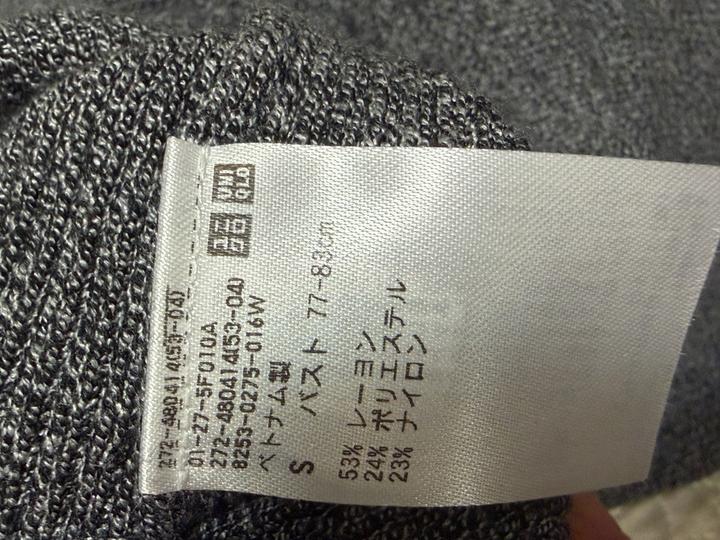 ユニクロ
UNIQLO
272-480414(53-04)
01-27-5F010A
272-480414(53-04)
8253-0275-016W
ベトナム製
S バスト 77-83cm
53% レーヨン
24% ポリエステル
23% ナイロン